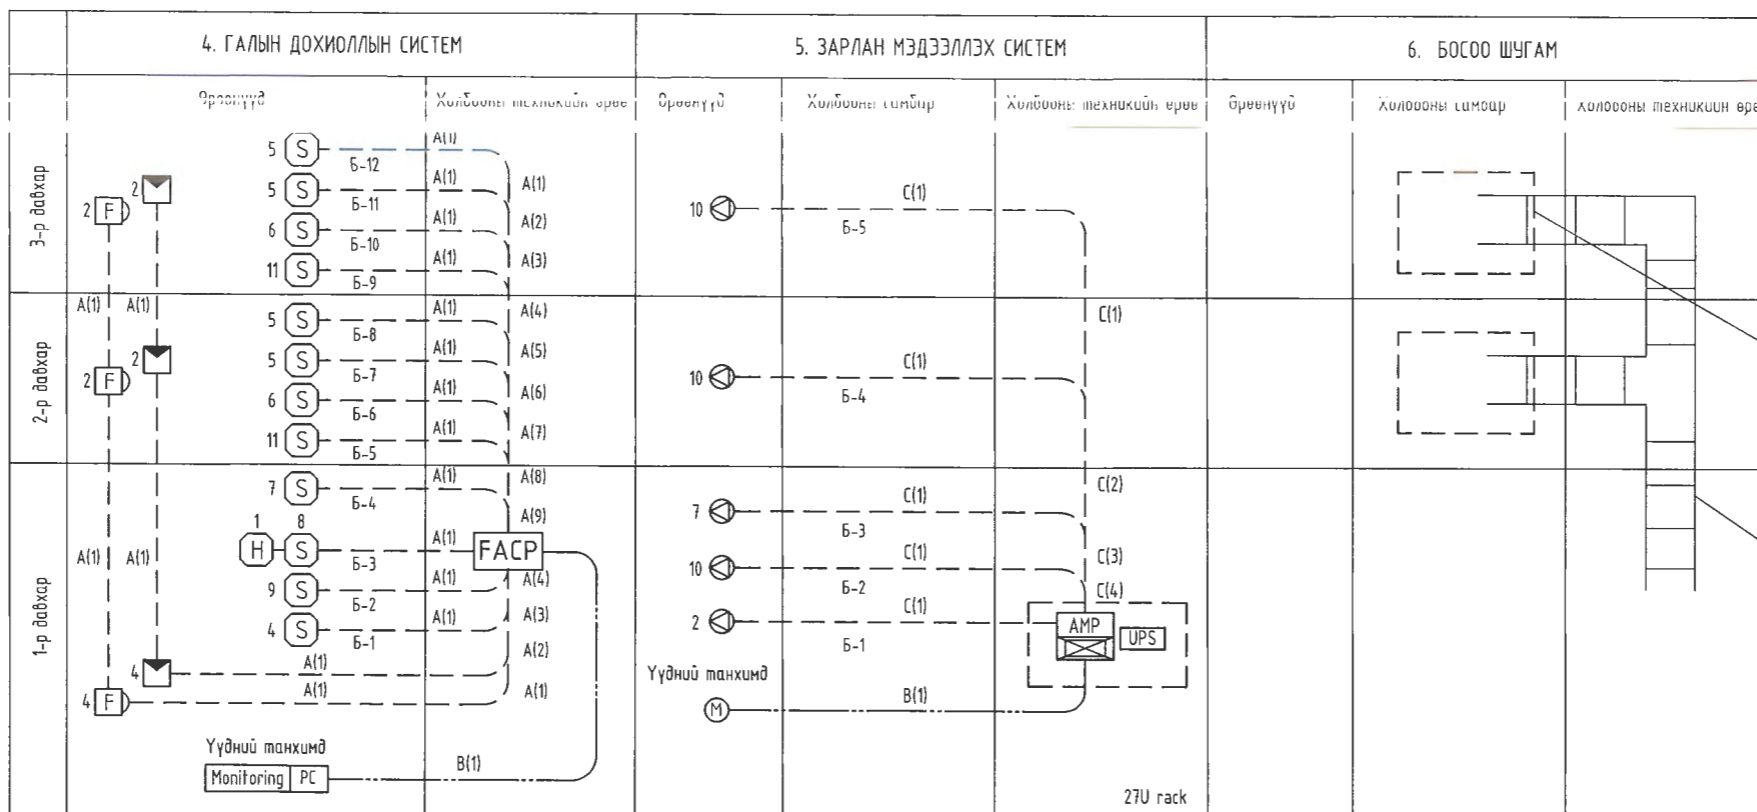 4. ГАЛЫН ДОХИОЛЛЫН СИСТЕМ
5. ЗАРЛАН МЭДЭЭЛЛЭХ СИСТЕМ
6. БОСОО ШУГАМ
Өрөөнүүд
Холбооны техникийн өрөө
Өрөөнүүд
Холбооны самбар
Холбооны техникийн өрөө
Өрөөнүүд
Холбооны самбар
Холбооны техникийн өрө
3-р давхар
5 S Б-12 A(1)
A(1)
5 S Б-11 A(1)
A(2)
6 S Б-10 A(1)
A(3)
11 S Б-9 A(1)
2 F
2
10 C(1)
Б-5
2-р давхар
A(1) A(1)
5 S Б-8 A(1)
A(4)
5 S Б-7 A(1)
A(5)
6 S Б-6 A(1)
A(6)
11 S Б-5 A(1)
A(7)
2 F
2
C(1)
10 C(1)
Б-4
1-р давхар
7 S Б-4 A(1)
A(8)
A(9)
1 8
H S Б-3 A(1)
FACP
A(1) A(1)
9 S Б-2 A(1)
A(4)
4 S Б-1 A(1)
A(3)
4 A(1)
A(2)
4 F A(1)
A(1)
Үүдний танхимд
Monitoring PC
B(1)
C(2)
7 C(1)
Б-3
C(3)
10 C(1)
Б-2
C(4)
2 C(1)
Б-1
AMP
UPS
Үүдний танхимд
M B(1)
27U rack